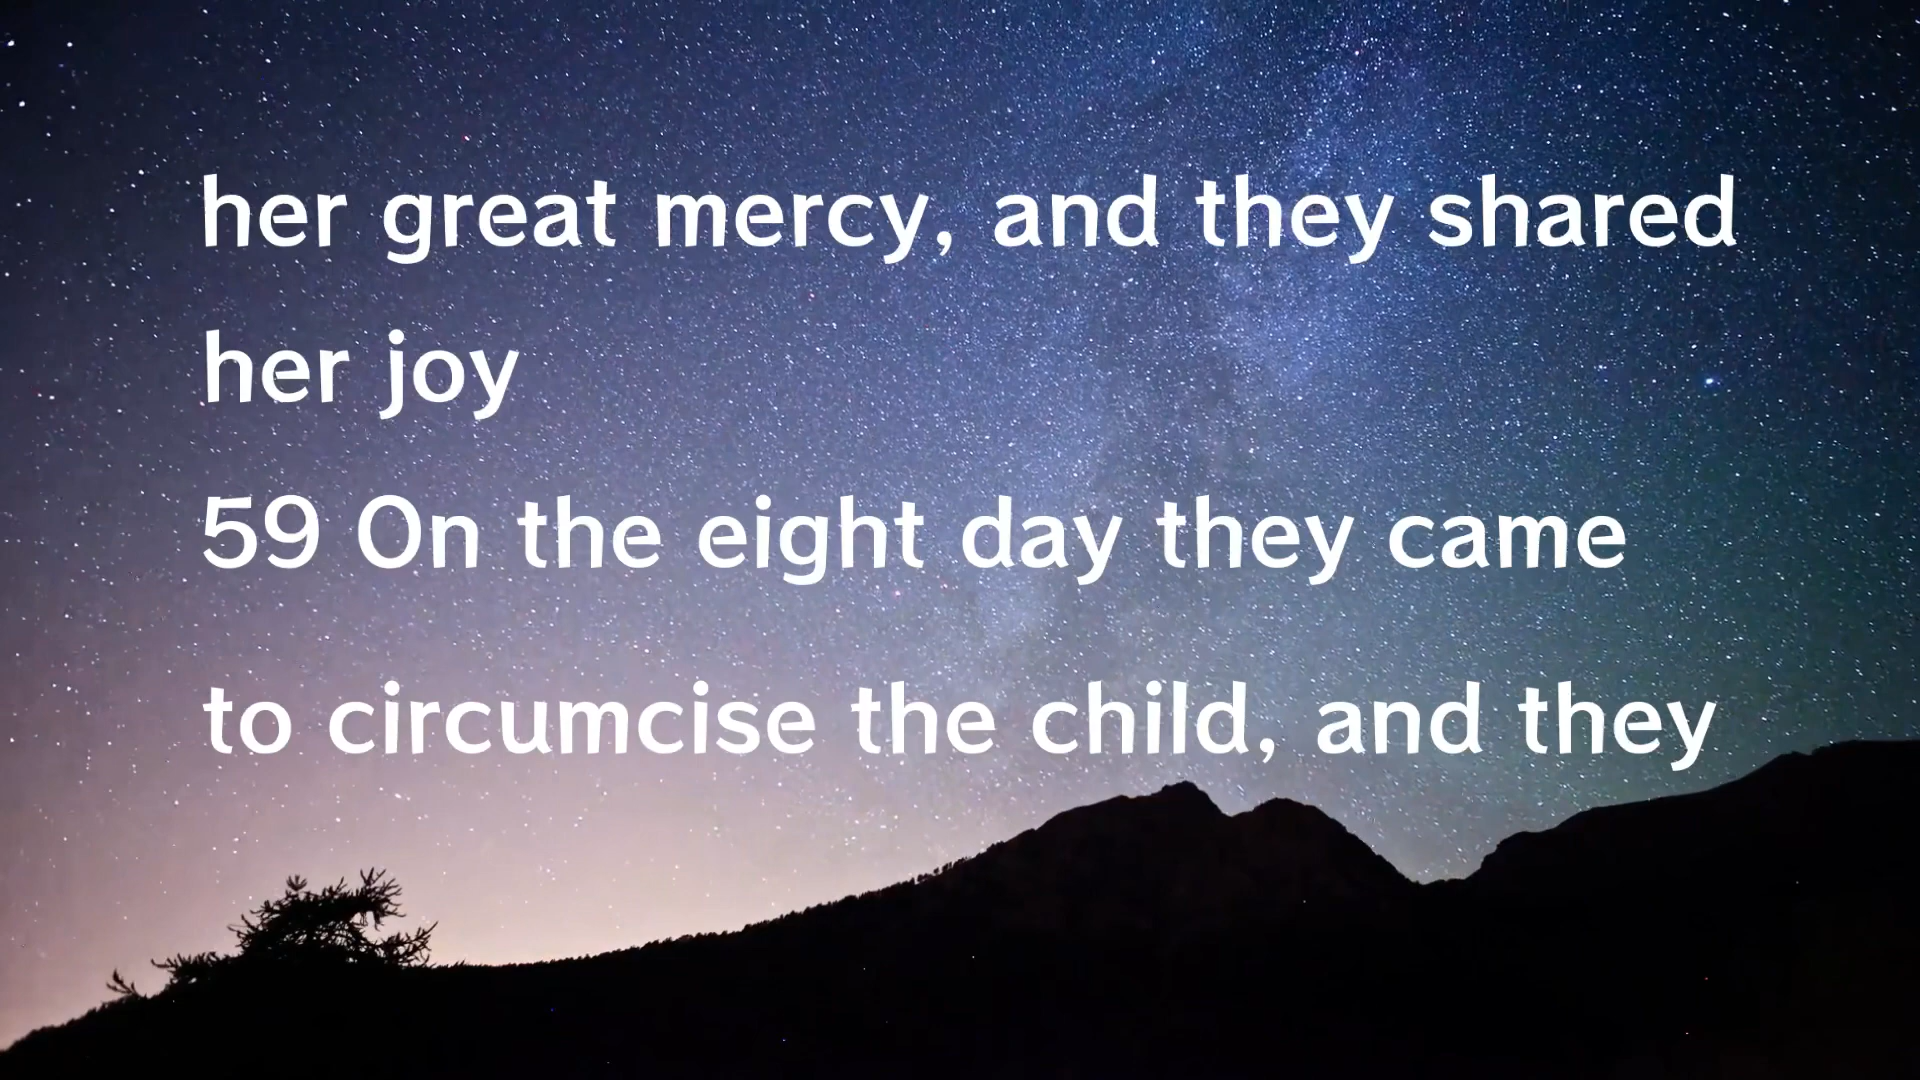 her great mercy, and they shared
her joy
59 On the eight day they came
to circumcise the child, and they